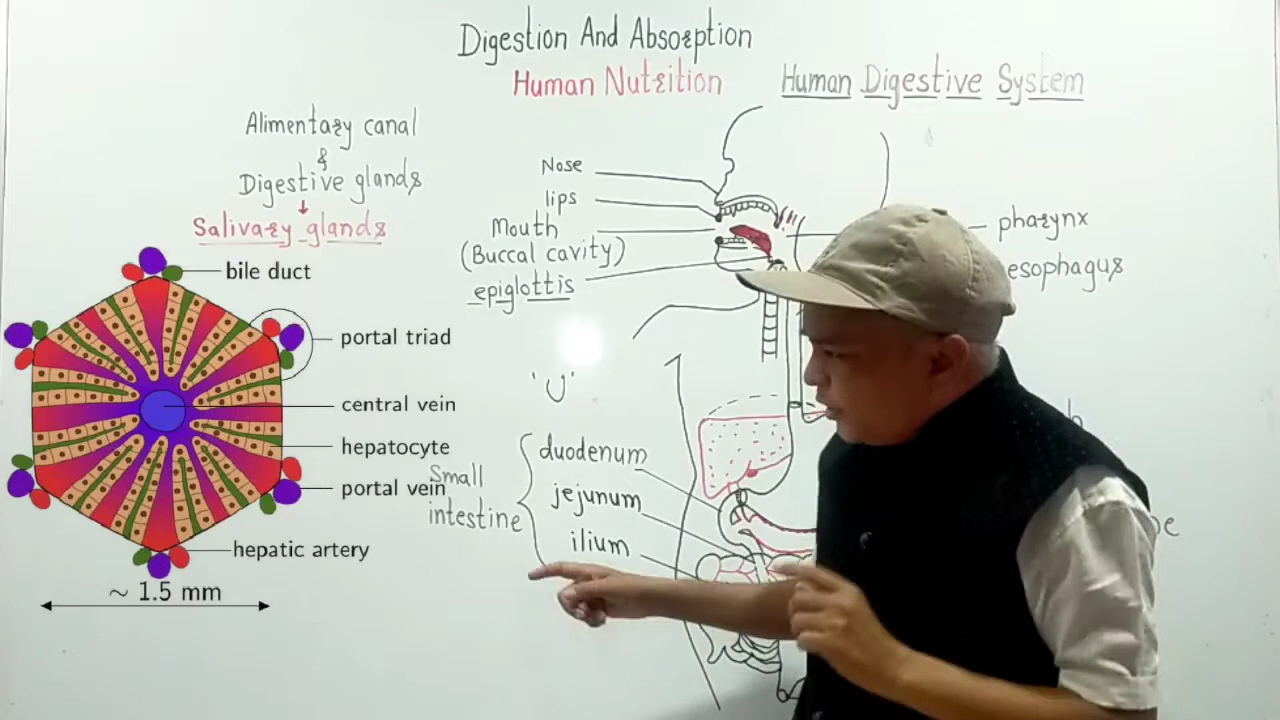 Digestion And Absorption
Human Nutrition
Human Digestive System
Alimentary canal
&
Digestive glands
Salivary glands
bile duct
portal triad
central vein
hepatocyte
portal vein
hepatic artery
~ 1.5 mm
Nose
lips
Mouth
(Buccal cavity)
epiglottis
pharynx
esophagus
'U'
Small
intestine
duodenum
jejunum
ilium